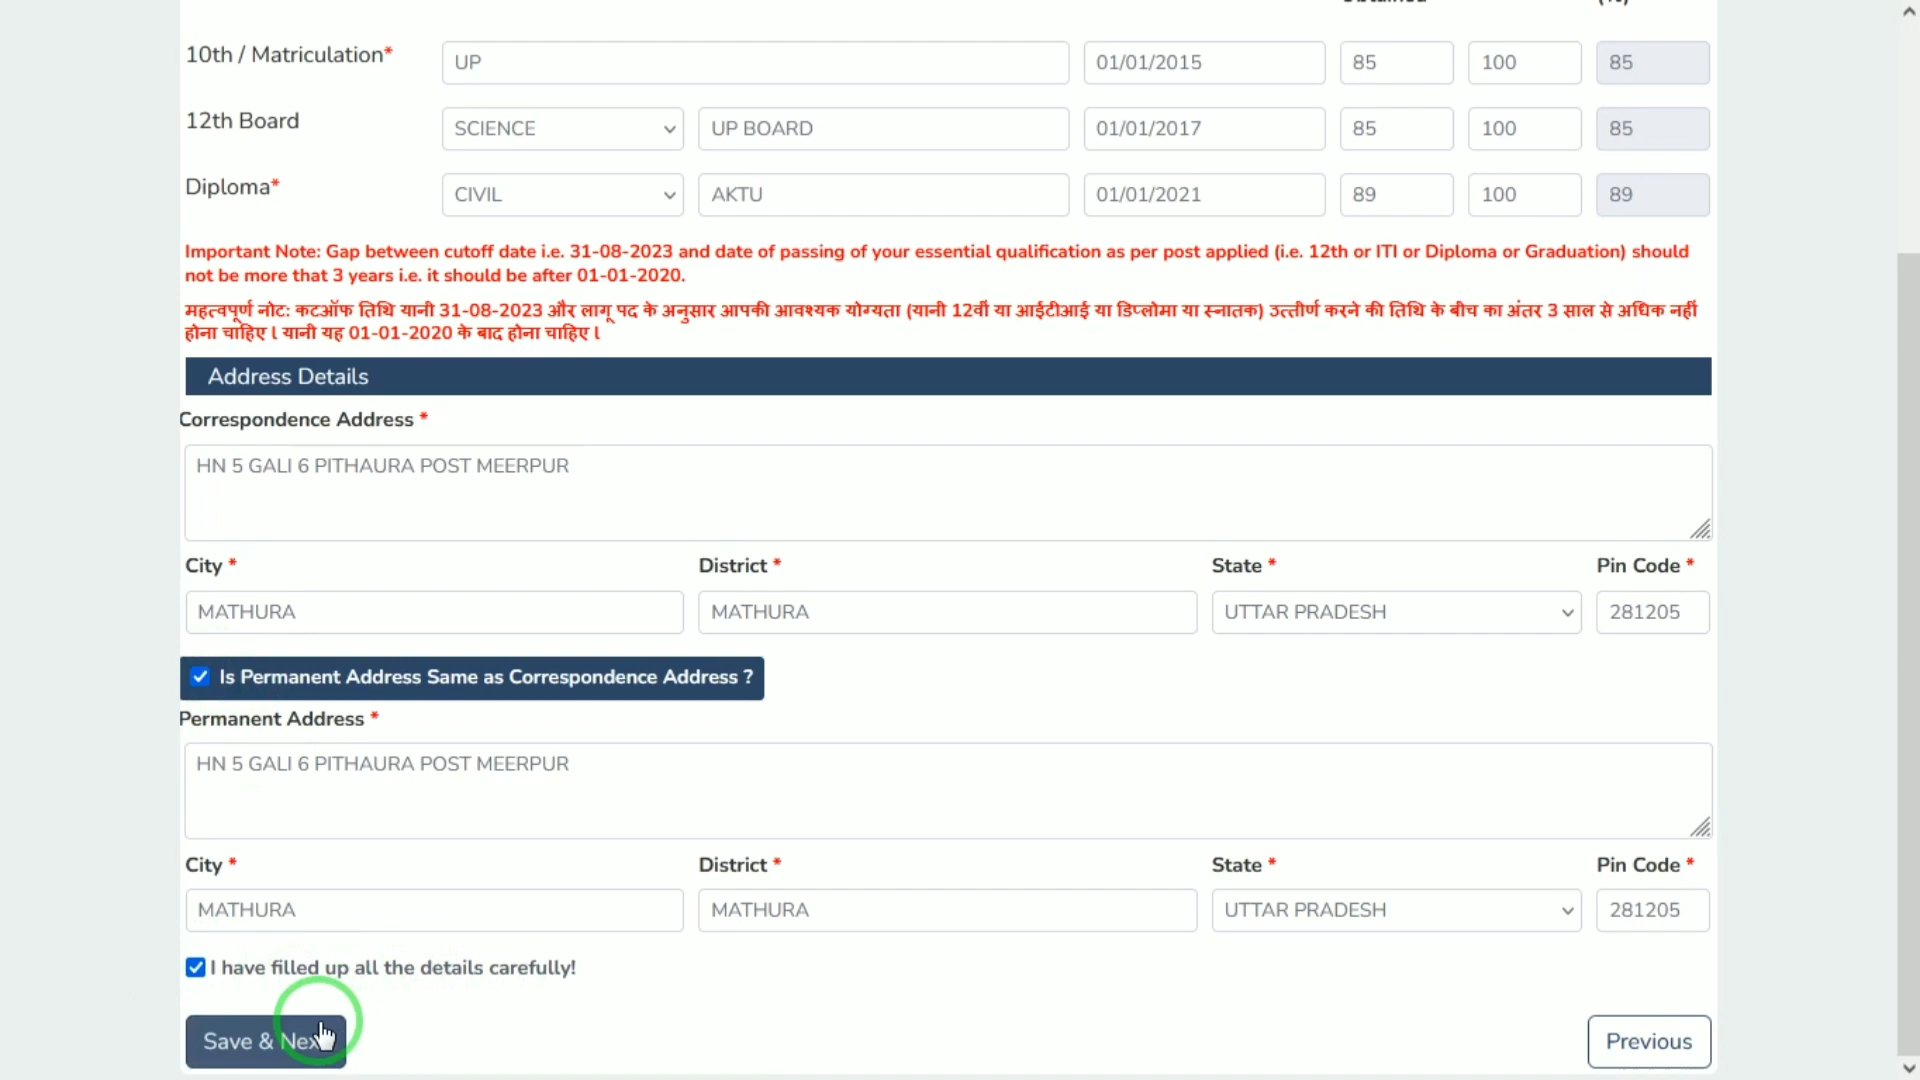 10th / Matriculation* UP 01/01/2015 85 100 85
12th Board SCIENCE UP BOARD 01/01/2017 85 100 85
Diploma* CIVIL AKTU 01/01/2021 89 100 89
Important Note: Gap between cutoff date i.e. 31-08-2023 and date of passing of your essential qualification as per post applied (i.e. 12th or ITI or Diploma or Graduation) should
not be more that 3 years i.e. it should be after 01-01-2020.
महत्वपूर्ण नोट: कटऑफ तिथि यानी 31-08-2023 और लागू पद के अनुसार आपकी आवश्यक योग्यता (यानी 12वीं या आईटीआई या डिप्लोमा या स्नातक) उत्तीर्ण करने की तिथि के बीच का अंतर 3 साल से अधिक नहीं
होना चाहिए। यानी यह 01-01-2020 के बाद होना चाहिए।
Address Details
Correspondence Address *
HN 5 GALI 6 PITHAURA POST MEERPUR
City * District * State * Pin Code *
MATHURA MATHURA UTTAR PRADESH 281205
Is Permanent Address Same as Correspondence Address ?
Permanent Address *
HN 5 GALI 6 PITHAURA POST MEERPUR
City * District * State * Pin Code *
MATHURA MATHURA UTTAR PRADESH 281205
I have filled up all the details carefully!
Save & Next Previous